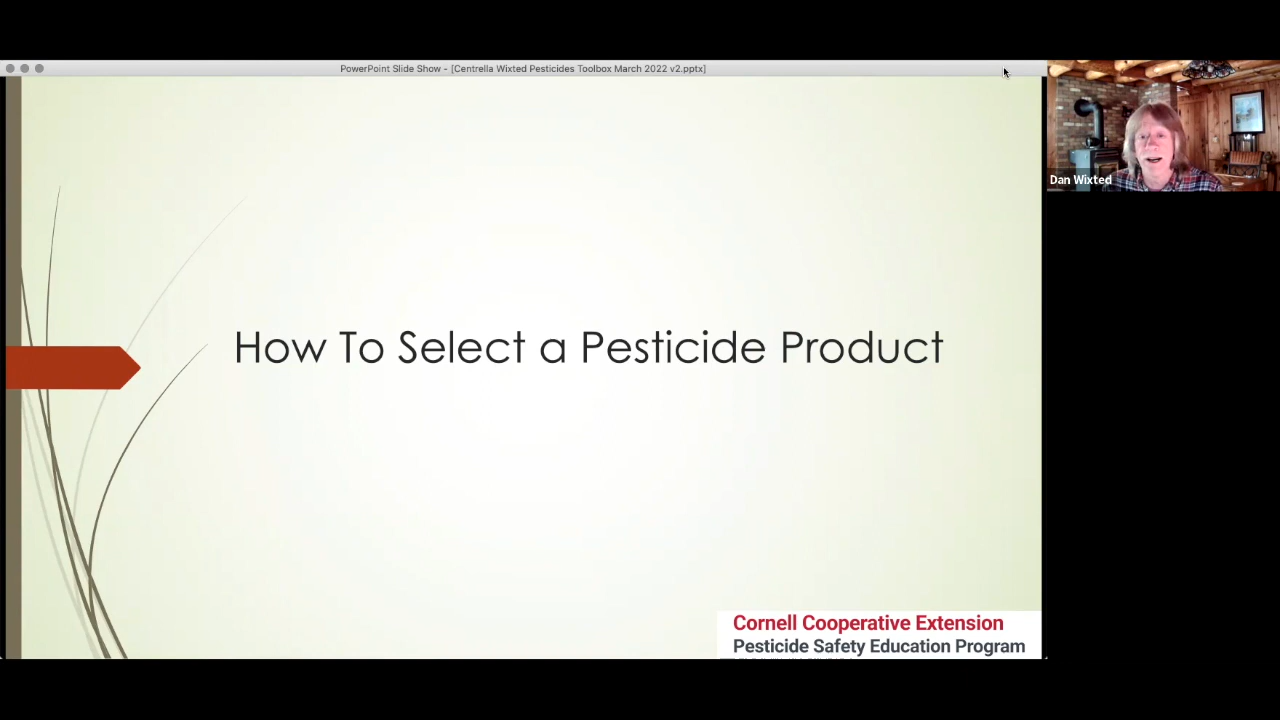 PowerPoint Slide Show - [Centrella Wixted Pesticides Toolbox March 2022 v2.pptx]
Dan Wixted
How To Select a Pesticide Product
Cornell Cooperative Extension
Pesticide Safety Education Program